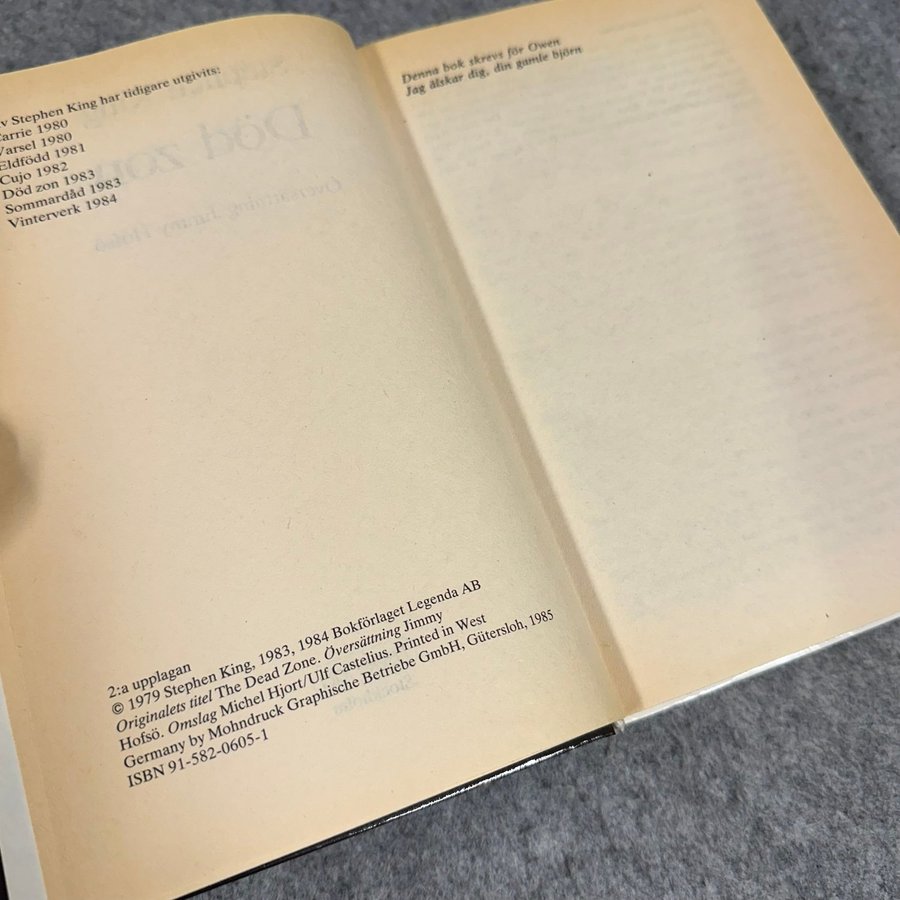 v Stephen King har tidigare utgivits:
arrie 1980
Varsel 1980
Eldfödd 1981
Cujo 1982
Död zon 1983
Sommardåd 1983
Vinterverk 1984
2:a upplagan
© 1979 Stephen King, 1983, 1984 Bokförlaget Legenda AB
Originalets titel The Dead Zone. Översättning Jimmy
Hofsö. Omslag Michel Hjort/Ulf Castelius. Printed in West
Germany by Mohndruck Graphische Betriebe GmbH, Gütersloh, 1985
ISBN 91-582-0605-1
Denna bok skrevs för Owen
Jag älskar dig, din gamle björn